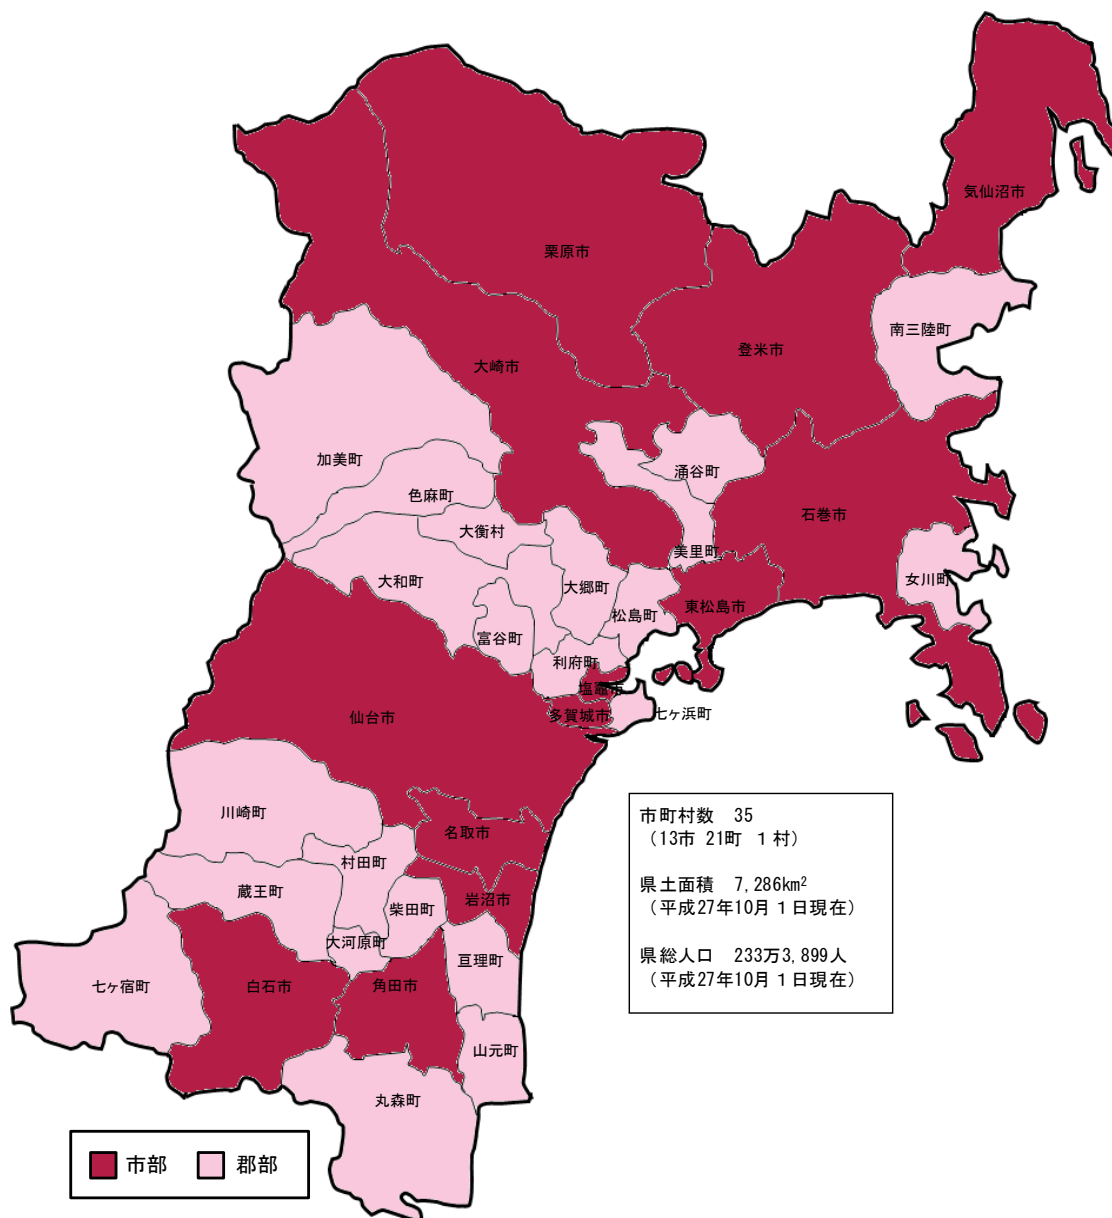 気仙沼市
栗原市
南三陸町
登米市
大崎市
加美町
涌谷町
色麻町
石巻市
大衡村
美里町
女川町
大和町
大郷町
東松島市
松島町
富谷町
利府町
塩竈市
多賀城市
七ヶ浜町
仙台市
川崎町
名取市
村田町
蔵王町
岩沼市
柴田町
大河原町
亘理町
七ヶ宿町
白石市
角田市
山元町
丸森町
市町村数 35
（13市 21町 １村）
県土面積 7,286km²
（平成27年10月１日現在）
県総人口 233万3,899人
（平成27年10月１日現在）
市部 郡部